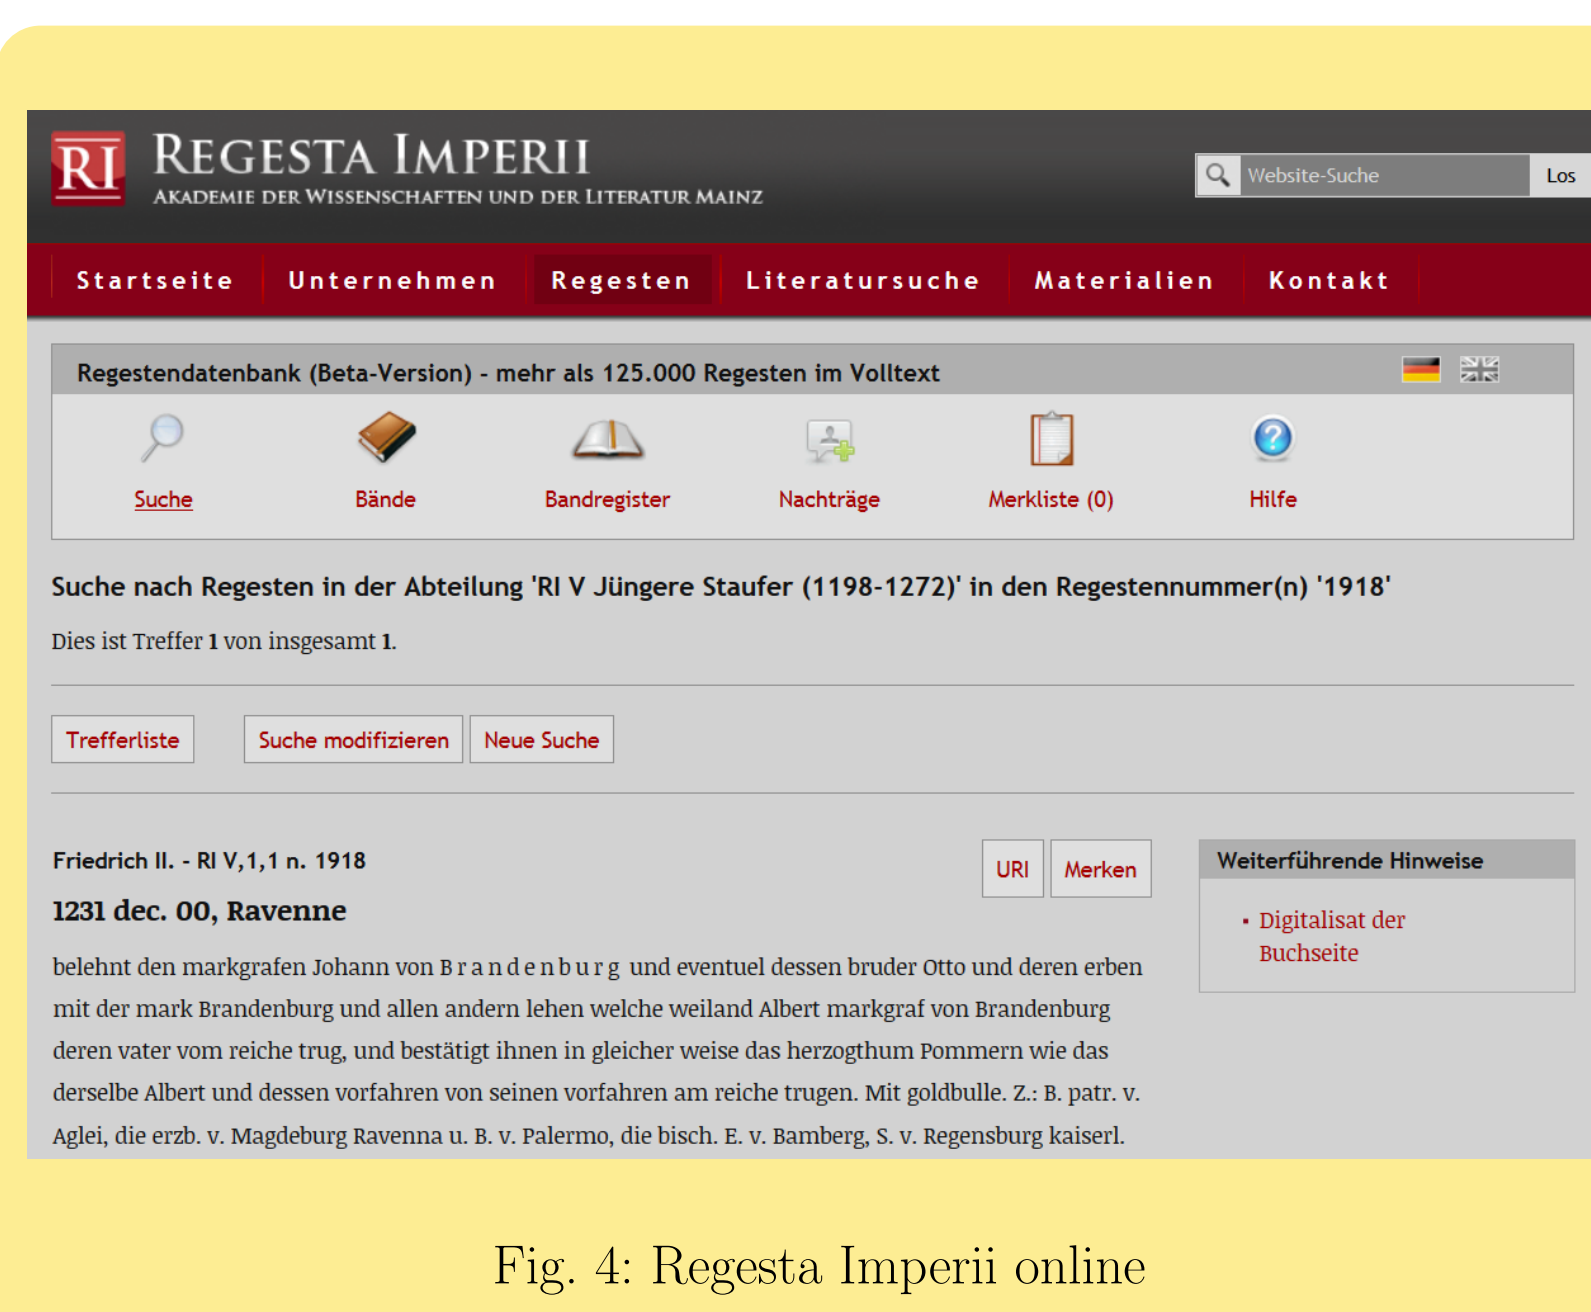 RI
REGESTA IMPERII
AKADEMIE DER WISSENSCHAFTEN UND DER LITERATUR MAINZ
Website-Suche Los
Startseite Unternehmen Regesten Literatursuche Materialien Kontakt
Regestendatenbank (Beta-Version) - mehr als 125.000 Regesten im Volltext
Suche Bände Bandregister Nachträge Merkliste (0) Hilfe
Suche nach Regesten in der Abteilung 'RI V Jüngere Staufer (1198-1272)' in den Regestennummer(n) '1918'
Dies ist Treffer 1 von insgesamt 1.
Trefferliste Suche modifizieren Neue Suche
Friedrich II. - RI V,1,1 n. 1918
URI Merken
1231 dec. 00, Ravenne
belehnt den markgrafen Johann von Brandenburg und eventuel dessen bruder Otto und deren erben
mit der mark Brandenburg und allen andern lehen welche weiland Albert markgraf von Brandenburg
deren vater vom reiche trug, und bestätigt ihnen in gleicher weise das herzogthum Pommern wie das
derselbe Albert und dessen vorfahren von seinen vorfahren am reiche trugen. Mit goldbulle. Z.: B. patr. v.
Aglei, die erzb. v. Magdeburg Ravenna u. B. v. Palermo, die bisch. E. v. Bamberg, S. v. Regensburg kaiserl.
Weiterführende Hinweise
Digitalisat der
Buchseite
Fig. 4: Regesta Imperii online